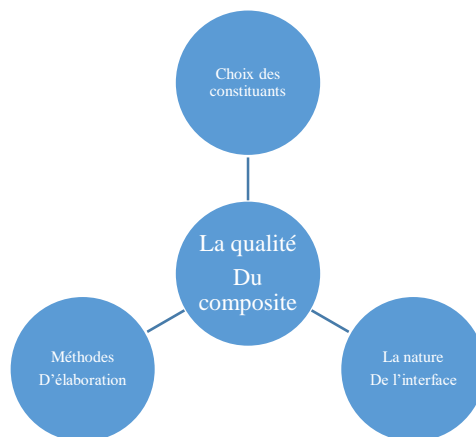 Choix des
constituants
La qualité
Du
composite
Méthodes
D'élaboration
La nature
De l'interface